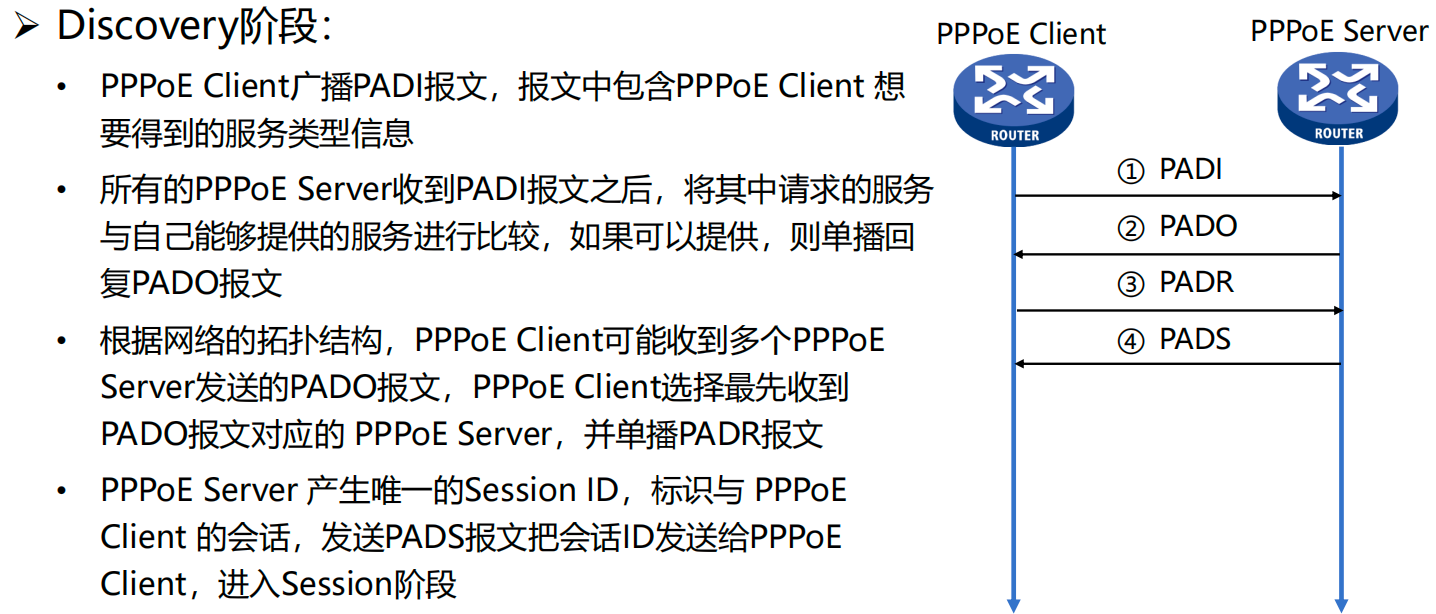 ➢ Discovery阶段：
• PPPoE Client广播PADI报文，报文中包含PPPoE Client 想
要得到的服务类型信息
• 所有的PPPoE Server收到PADI报文之后，将其中请求的服务
与自己能够提供的服务进行比较，如果可以提供，则单播回
复PADO报文
• 根据网络的拓扑结构，PPPoE Client可能收到多个PPPoE
Server发送的PADO报文，PPPoE Client选择最先收到
PADO报文对应的 PPPoE Server，并单播PADR报文
• PPPoE Server 产生唯一的Session ID，标识与 PPPoE
Client 的会话，发送PADS报文把会话ID发送给PPPoE
Client，进入Session阶段
PPPoE Client
PPPoE Server
ROUTER
ROUTER
① PADI
② PADO
③ PADR
④ PADS